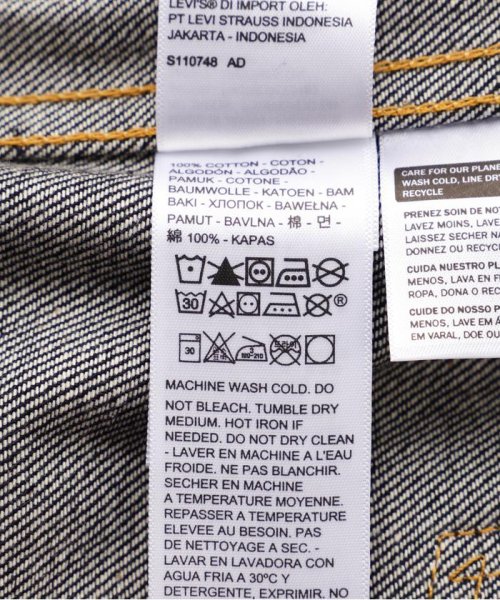 LEVI'S® DI IMPORT OLEH:
PT LEVI STRAUSS INDONESIA
JAKARTA - INDONESIA
S110748 AD
100% COTTON - COTON -
ALGODÓN - ALGODÃO -
PAMUK - COTONE -
BAUMWOLLE - KATOEN - BAM
BAKI - ХЛОПОК - BAWEŁNA -
PAMUT - BAVLNA - 棉 - 면 -
綿 100% - KAPAS
30
®
30
MACHINE WASH COLD. DO
NOT BLEACH. TUMBLE DRY
MEDIUM. HOT IRON IF
NEEDED. DO NOT DRY CLEAN
- LAVER EN MACHINE A L'EAU
FROIDE. NE PAS BLANCHIR.
SECHER EN MACHINE
A TEMPERATURE MOYENNE.
REPASSER A TEMPERATURE
ELEVEE AU BESOIN. PAS
DE NETTOYAGE A SEC. -
LAVAR EN LAVADORA CON
AGUA FRIA A 30ºC Y
DETERGENTE, EXPRIMIR. NO
CARE FOR OUR PLANE
WASH COLD, LINE DRY
RECYCLE
PRENEZ SOIN DE NOT
LAVEZ MOINS, LAVEZ
LAISSEZ SECHER NA
DONNEZ OU RECYC
CUIDA NUESTRO PL
MENOS, LAVA EN F
ROPA, DONA O REC
CUIDE DO NOSSO P
MENOS, LAVE EM Á
EM VARAL, DOE OU